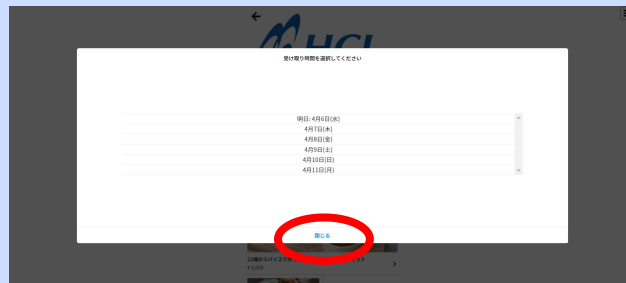 HCI
受け取り時間を選択してください
明日: 4月6日(水)
4月7日(木)
4月8日(金)
4月9日(土)
4月10日(日)
4月11日(月)
閉じる
¥ 1,000